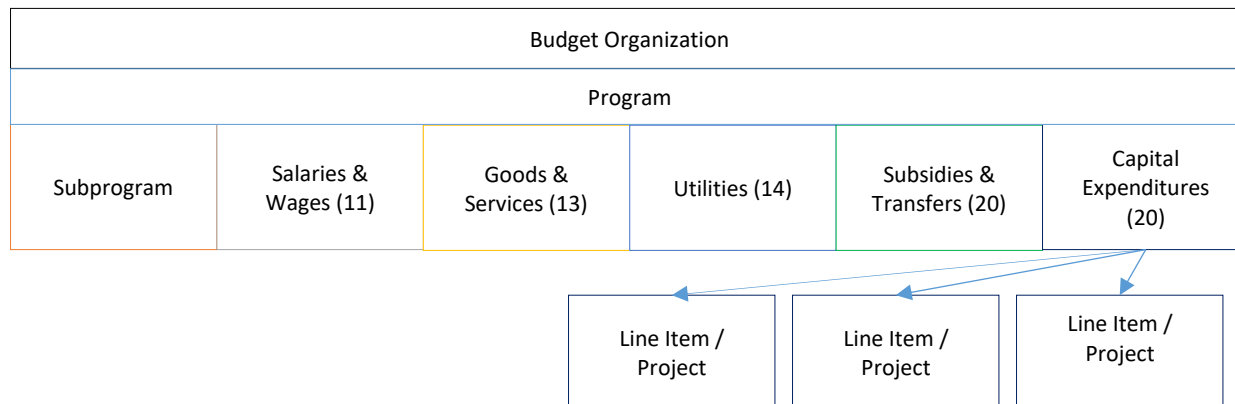 Budget Organization
Program
Subprogram
Salaries &
Wages (11)
Goods &
Services (13)
Utilities (14)
Subsidies &
Transfers (20)
Capital
Expenditures
(20)
Line Item /
Project
Line Item /
Project
Line Item /
Project